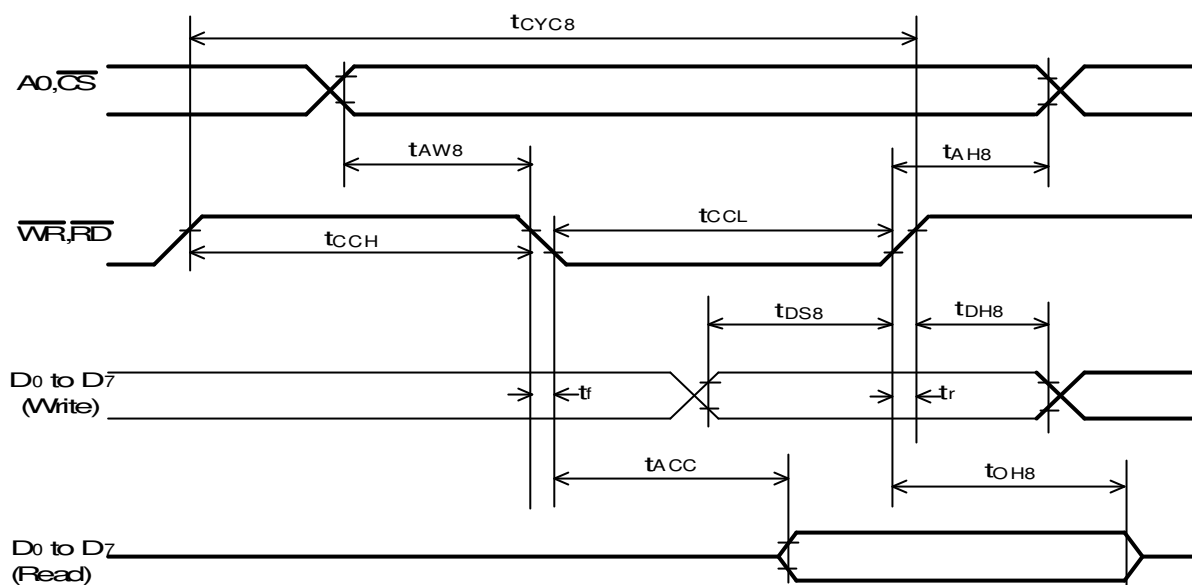 tCYC8
A0,CS
tAW8
tAH8
WR,RD
tCCL
tCCH
tDS8
tDH8
D0 to D7
(Write)
tf
tr
tACC
tOH8
D0 to D7
(Read)